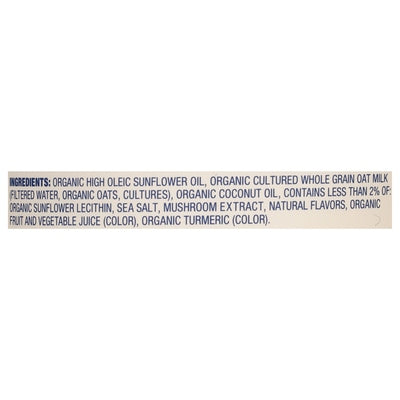 INGREDIENTS: ORGANIC HIGH OLEIC SUNFLOWER OIL, ORGANIC CULTURED WHOLE GRAIN OAT MILK
(FILTERED WATER, ORGANIC OATS, CULTURES), ORGANIC COCONUT OIL, CONTAINS LESS THAN 2% OF:
ORGANIC SUNFLOWER LECITHIN, SEA SALT, MUSHROOM EXTRACT, NATURAL FLAVORS, ORGANIC
FRUIT AND VEGETABLE JUICE (COLOR), ORGANIC TURMERIC (COLOR).